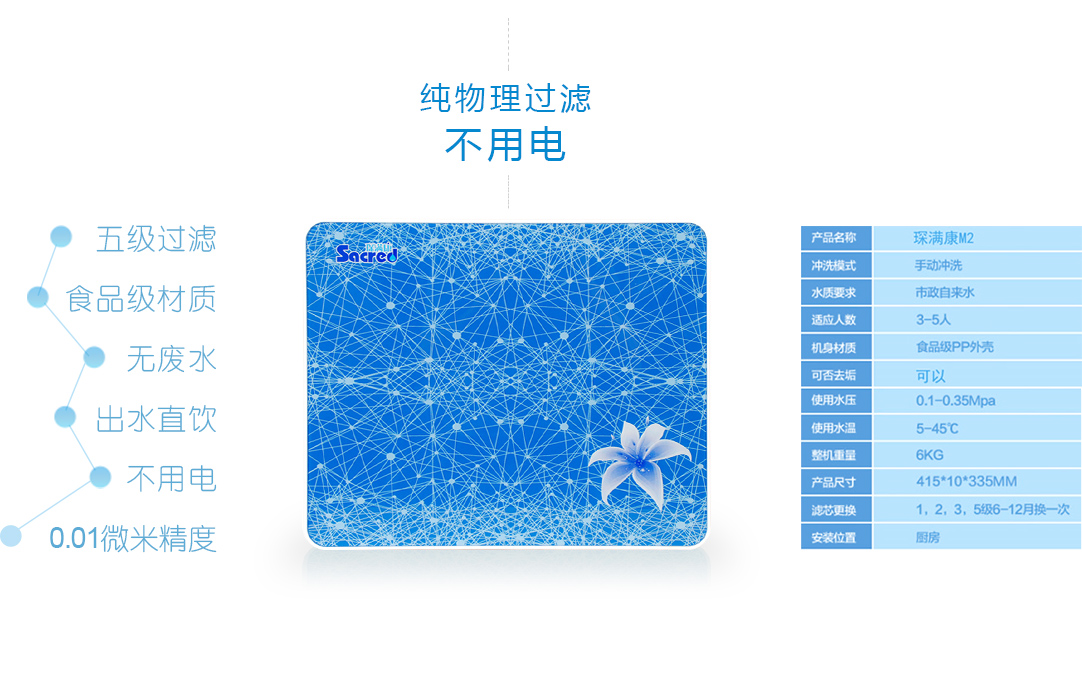 纯物理过滤
不用电
五级过滤
食品级材质
无废水
出水直饮
不用电
0.01微米精度
Sacred
产品名称 琛满康M2
冲洗模式 手动冲洗
水质要求 市政自来水
适应人数 3-5人
机身材质 食品级PP外壳
可否去垢 可以
使用水压 0.1-0.35Mpa
使用水温 5-45℃
整机重量 6KG
产品尺寸 415*10*335MM
滤芯更换 1，2，3，5级6-12月换一次
安装位置 厨房